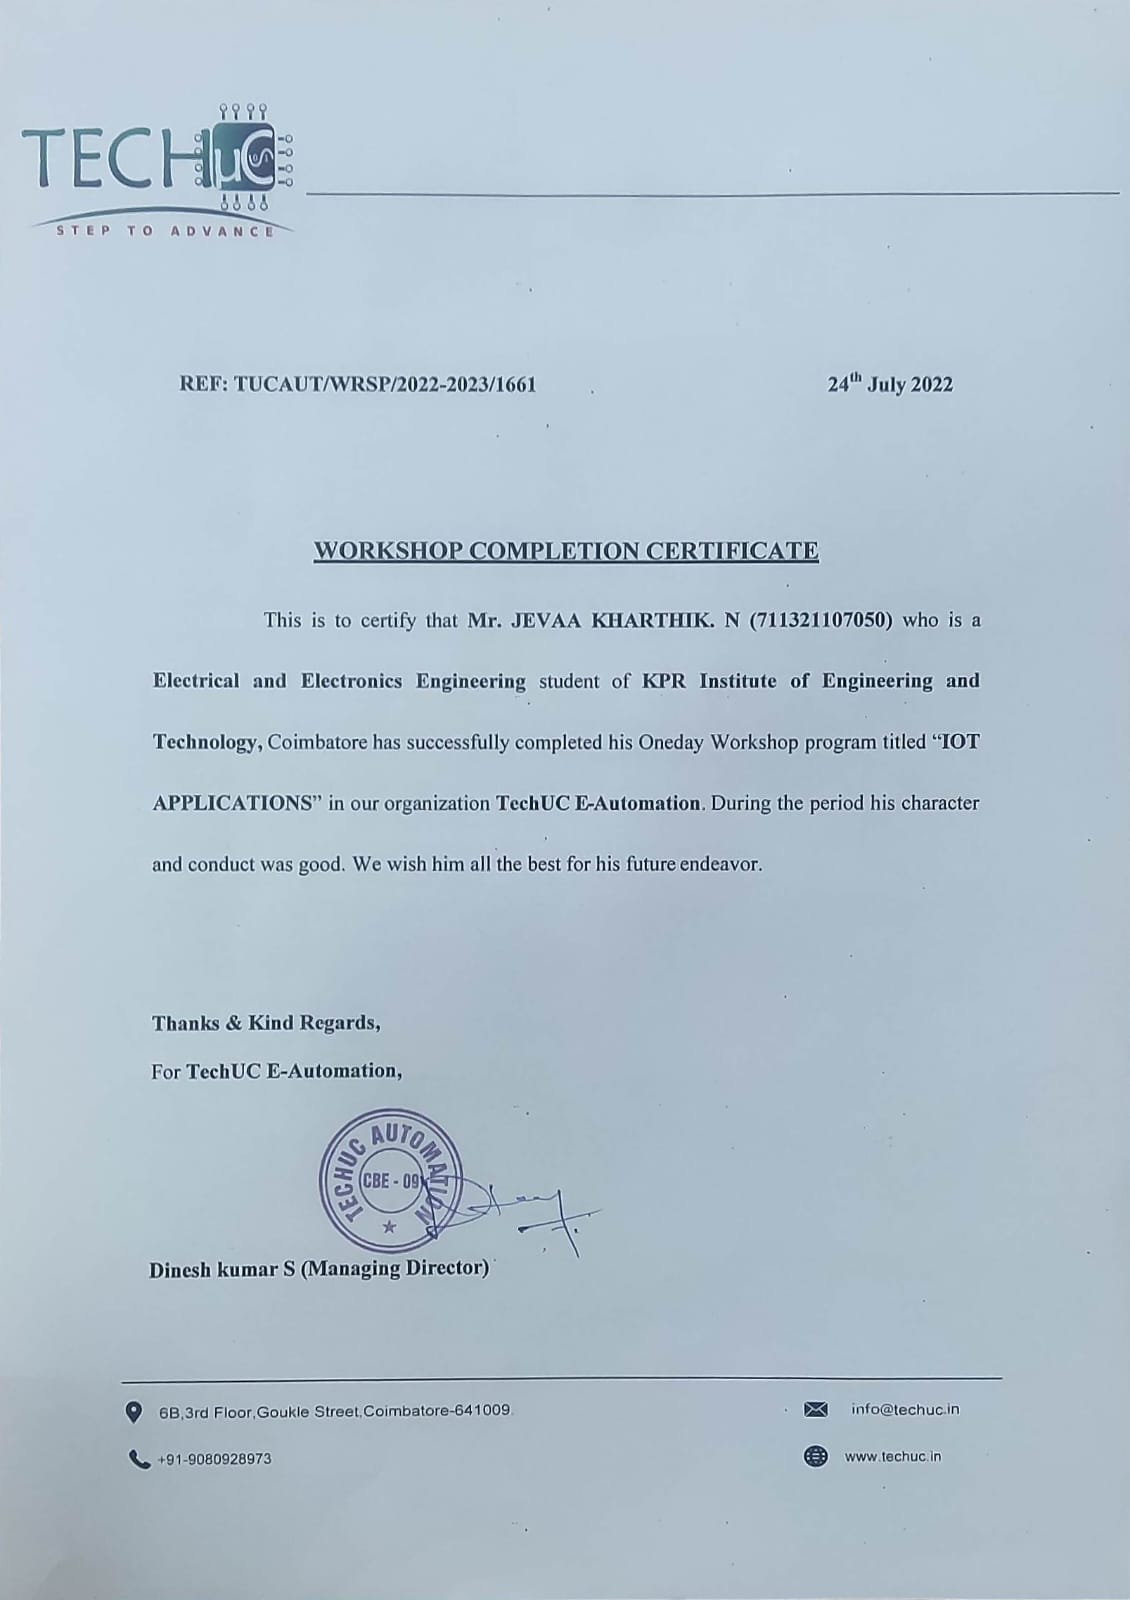 TECHµC
STEP TO ADVANCE
REF: TUCAUT/WRSP/2022-2023/1661
24th July 2022
WORKSHOP COMPLETION CERTIFICATE
This is to certify that Mr. JEVAA KHARTHIK. N (711321107050) who is a
Electrical and Electronics Engineering student of KPR Institute of Engineering and
Technology, Coimbatore has successfully completed his Oneday Workshop program titled “IOT
APPLICATIONS” in our organization TechUC E-Automation. During the period his character
and conduct was good. We wish him all the best for his future endeavor.
Thanks & Kind Regards,
For TechUC E-Automation,
TECHUC AUTOMATION
CBE - 09
Dinesh kumar S (Managing Director)
6B,3rd Floor,Goukle Street,Coimbatore-641009.
info@techuc.in
+91-9080928973
www.techuc.in